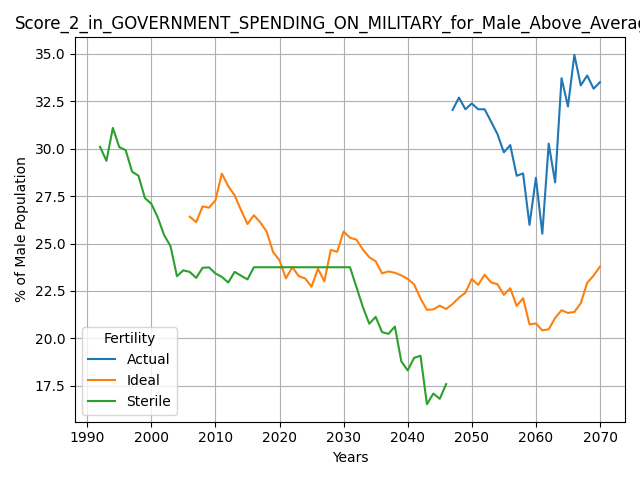 Score_2_in_GOVERNMENT_SPENDING_ON_MILITARY_for_Male_Above_Averag
35.0
32.5
30.0
27.5
25.0
22.5
20.0
17.5
% of Male Population
Fertility
Actual
Ideal
Sterile
1990 2000 2010 2020 2030 2040 2050 2060 2070
Years